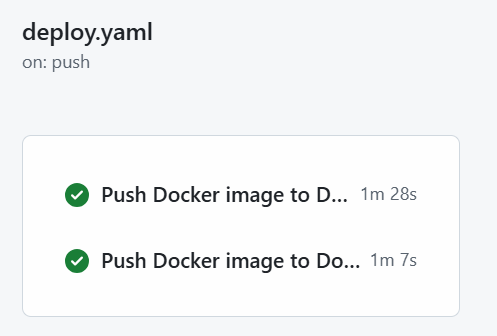 deploy.yaml
on: push
Push Docker image to D... 1m 28s
Push Docker image to Do... 1m 7s